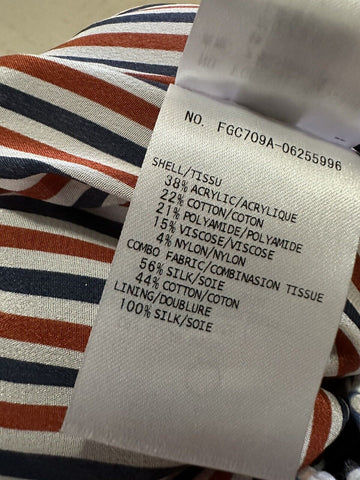 NO. FGC709A-06255996
SHELL/TISSU
38% ACRYLIC/ACRYLIQUE
22% COTTON/COTON
21% POLYAMIDE/POLYAMIDE
15% VISCOSE/VISCOSE
4% NYLON/NYLON
COMBO FABRIC/COMBINATION TISSUE
56% SILK/SOIE
44% COTTON/COTON
LINING/DOUBLURE
100% SILK/SOIE